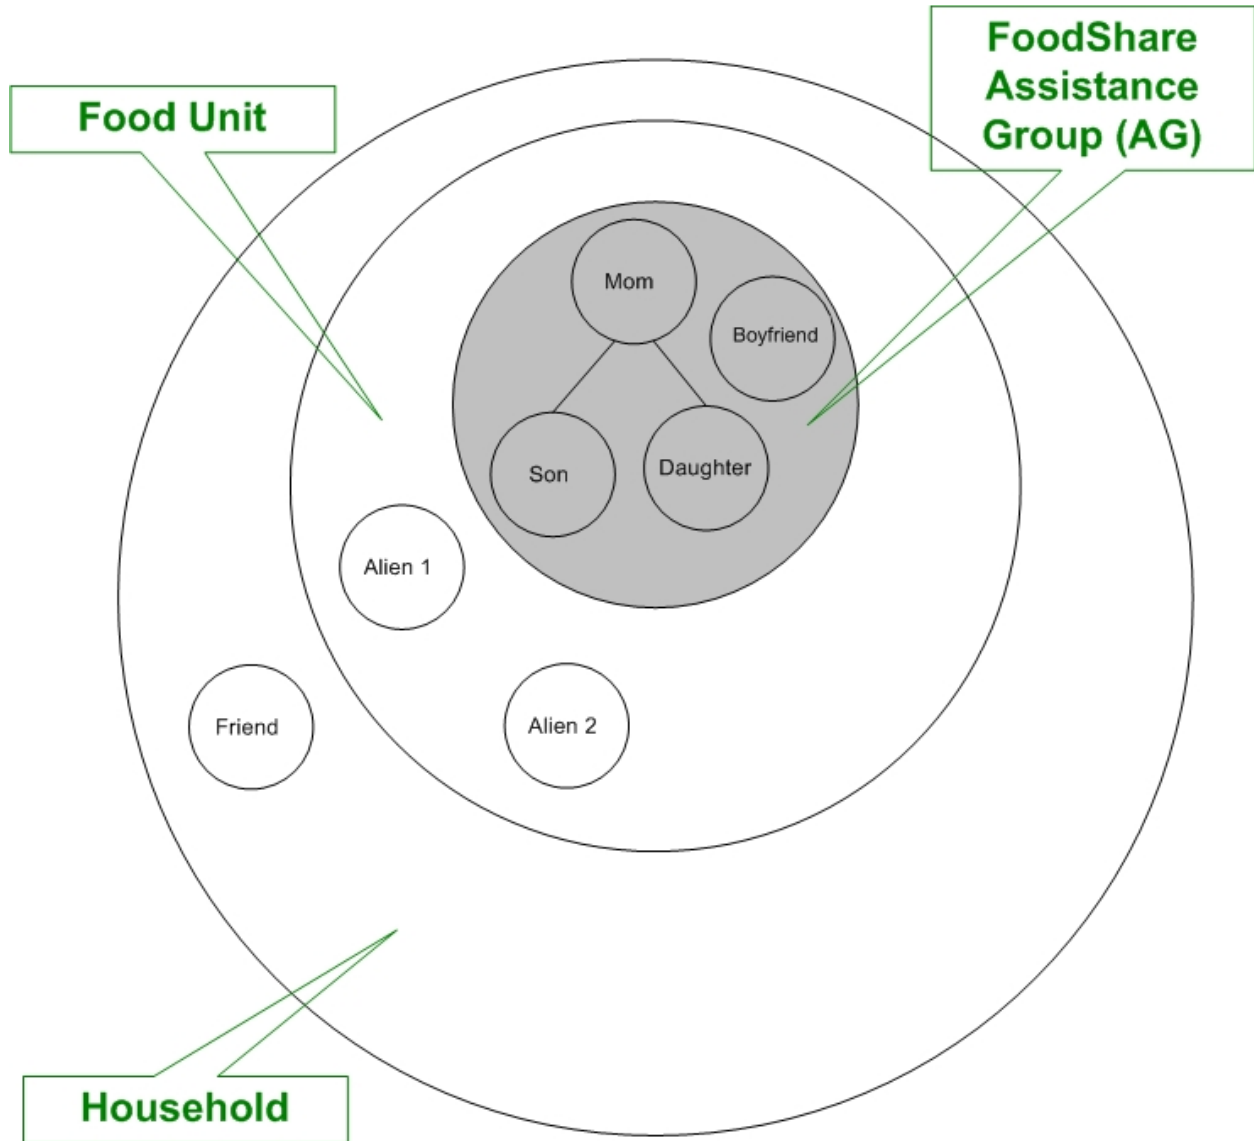 FoodShare
Assistance
Group (AG)
Food Unit
Mom
Boyfriend
Son
Daughter
Alien 1
Friend
Alien 2
Household